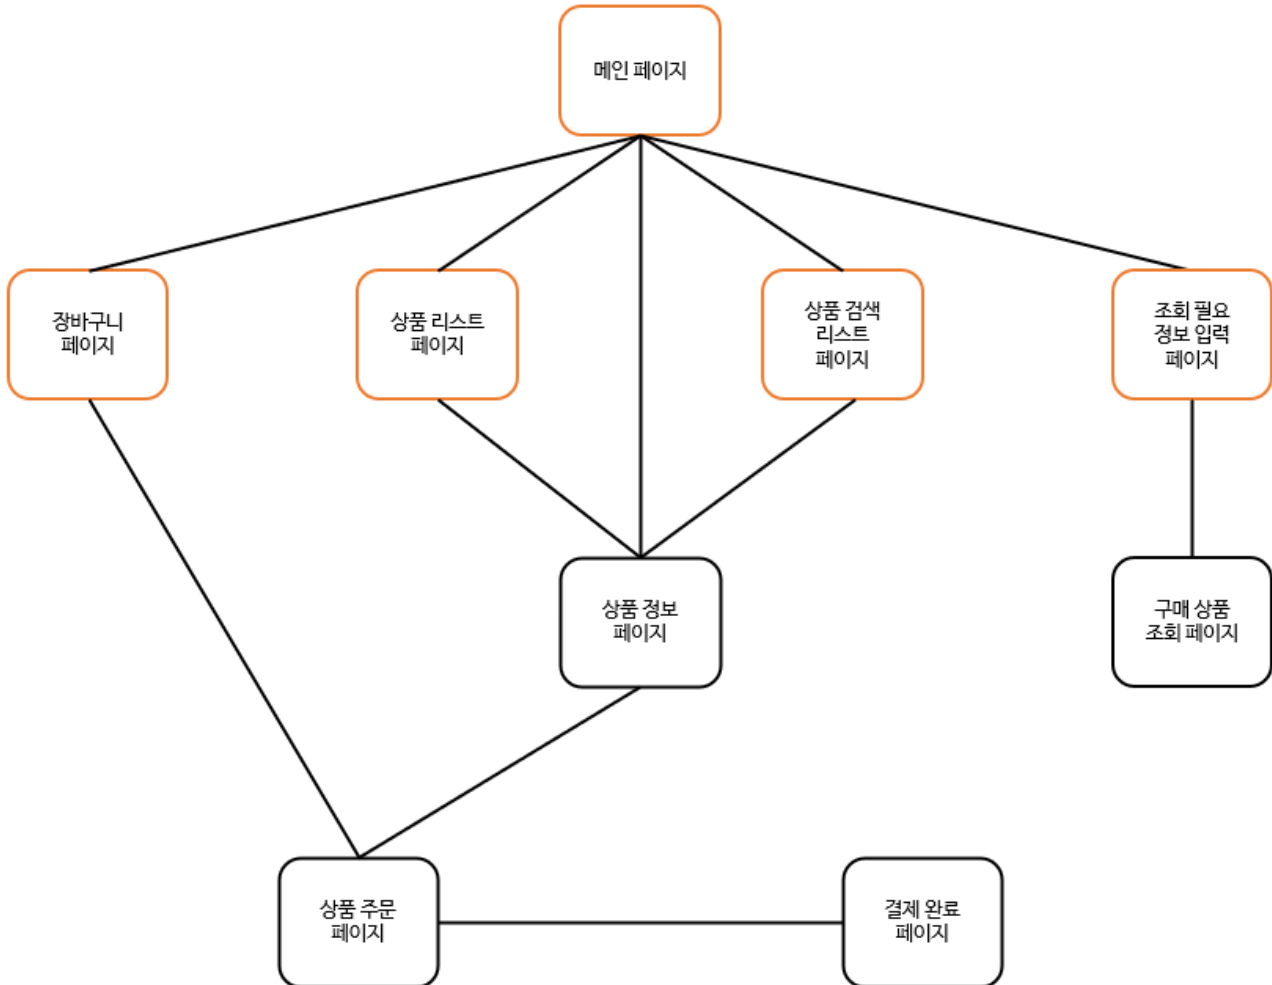 메인 페이지
장바구니
페이지
상품 리스트
페이지
상품 검색
리스트
페이지
조회 필요
정보 입력
페이지
상품 정보
페이지
구매 상품
조회 페이지
상품 주문
페이지
결제 완료
페이지